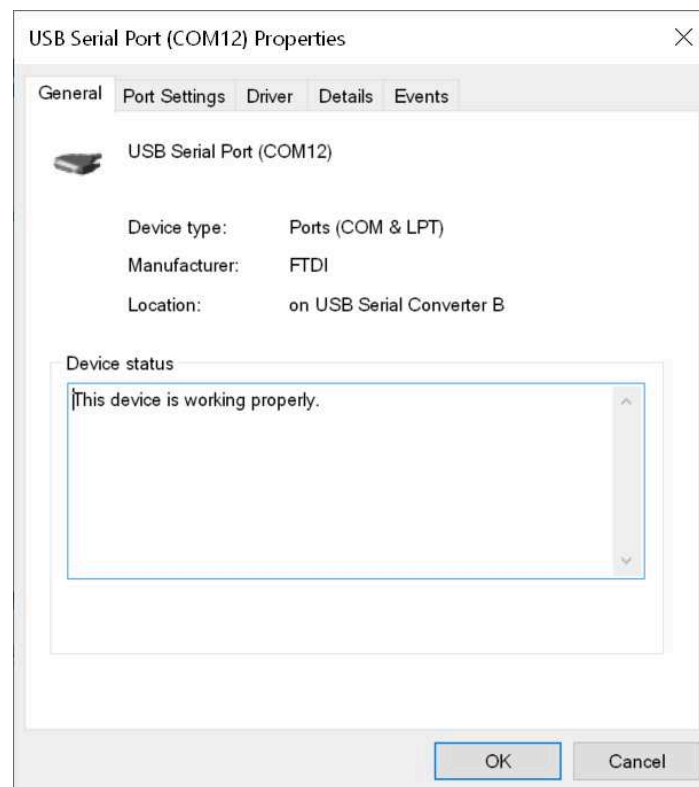 USB Serial Port (COM12) Properties
General Port Settings Driver Details Events
USB Serial Port (COM12)
Device type: Ports (COM & LPT)
Manufacturer: FTDI
Location: on USB Serial Converter B
Device status
This device is working properly.
OK Cancel